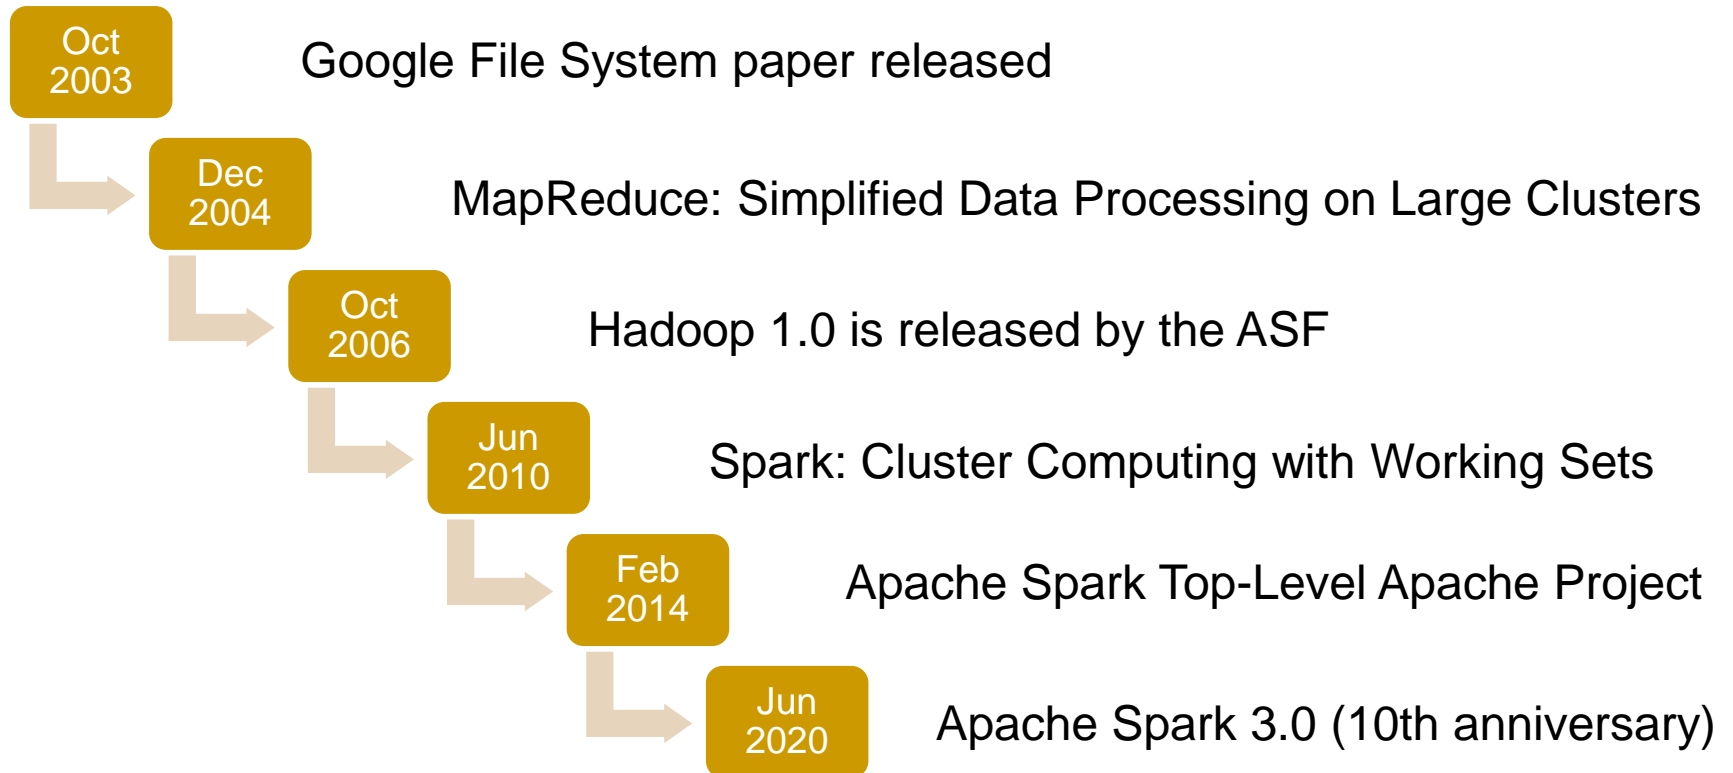 Oct
2003
Google File System paper released
Dec
2004
MapReduce: Simplified Data Processing on Large Clusters
Oct
2006
Hadoop 1.0 is released by the ASF
Jun
2010
Spark: Cluster Computing with Working Sets
Feb
2014
Apache Spark Top-Level Apache Project
Jun
2020
Apache Spark 3.0 (10th anniversary)